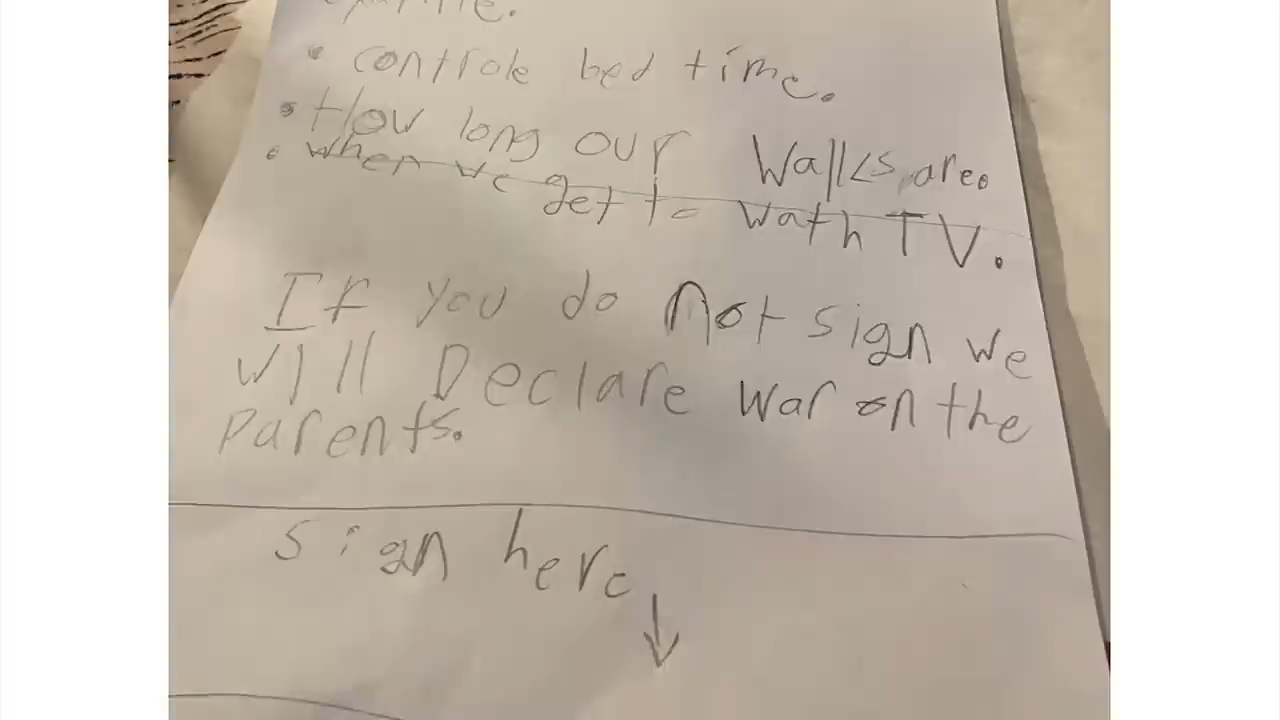 • controle bed time.
• How long our Walks are.
• when we get to wath TV.
If you do not sign we
will Declare war on the
parents.
sign here